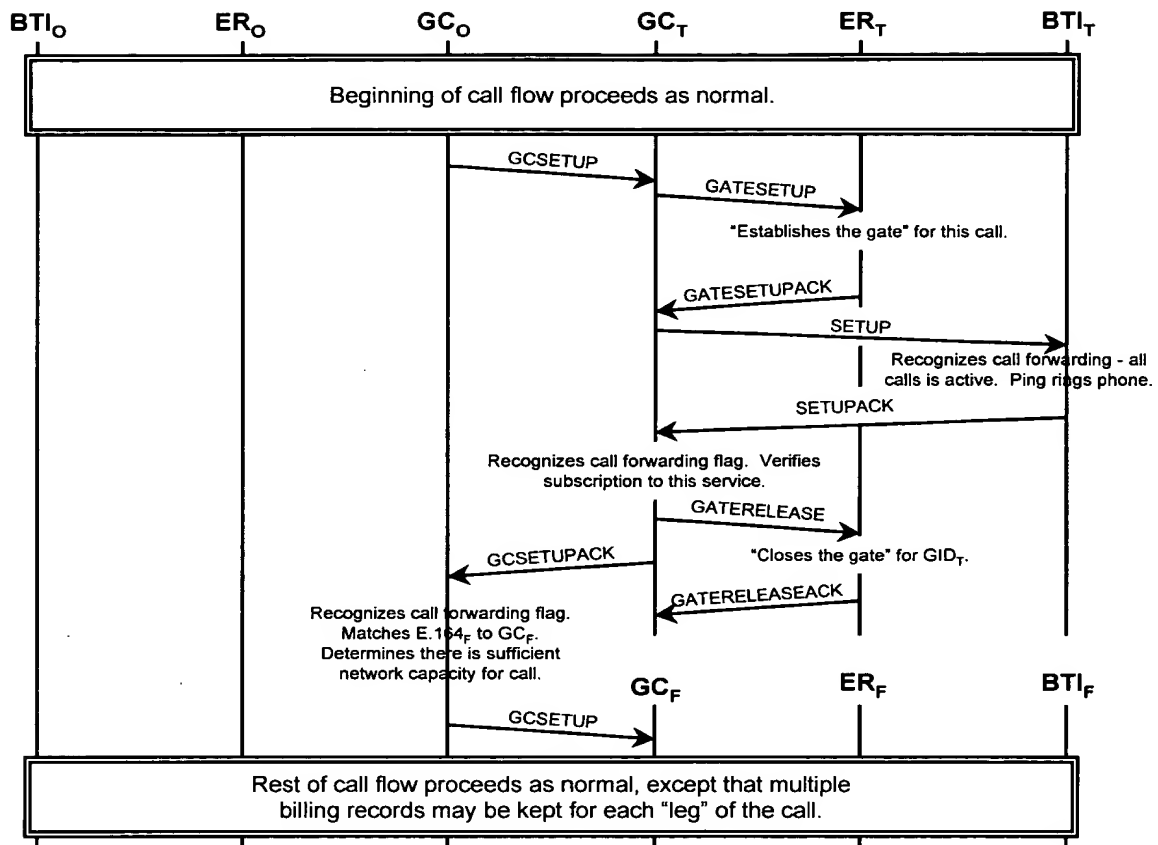 BTI_O ER_O GC_O GC_T ER_T BTI_T
Beginning of call flow proceeds as normal.
GCSETUP
GATESETUP
"Establishes the gate" for this call.
GATESETUPACK
SETUP
Recognizes call forwarding - all
calls is active. Ping rings phone.
SETUPACK
Recognizes call forwarding flag. Verifies
subscription to this service.
GATERELEASE
GCSETUPACK
"Closes the gate" for GID_T.
GATERELEASEACK
Recognizes call forwarding flag.
Matches E.164_F to GC_F.
Determines there is sufficient
network capacity for call.
GC_F ER_F BTI_F
GCSETUP
Rest of call flow proceeds as normal, except that multiple
billing records may be kept for each "leg" of the call.